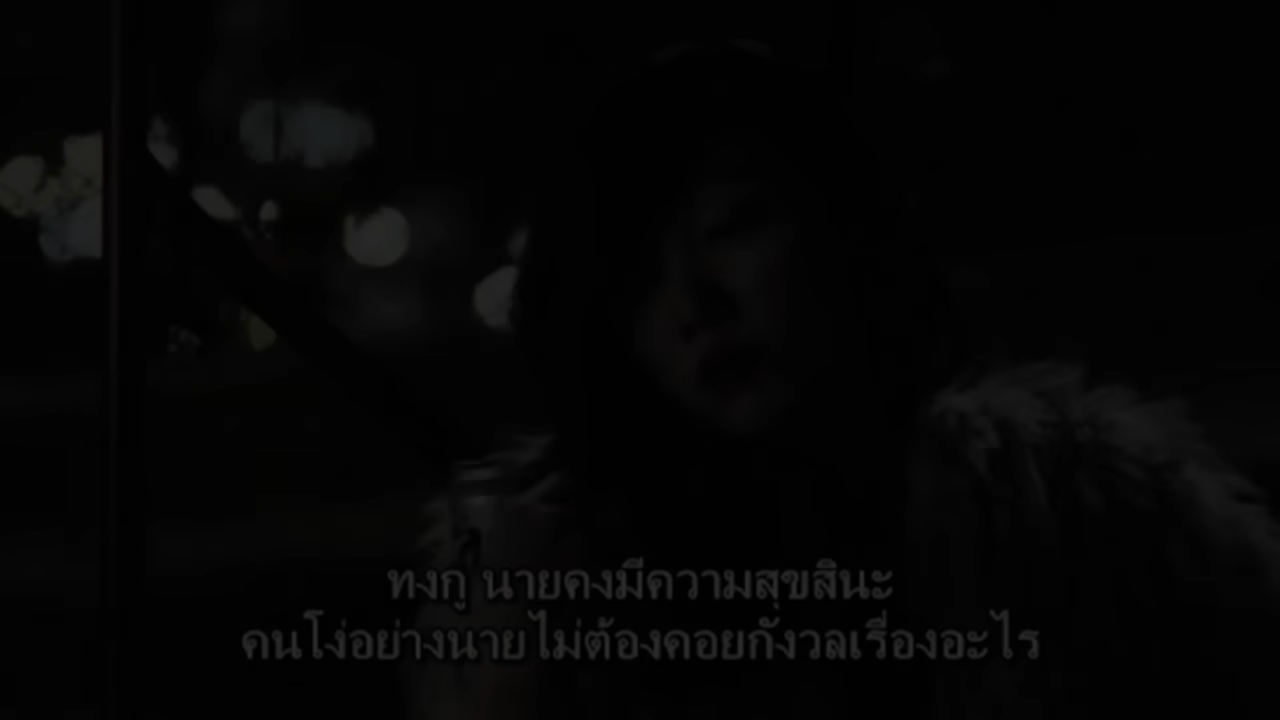 ทงกู นายคงมีความสุขสินะ
คนโง่อย่างนายไม่ต้องคอยกังวลเรื่องอะไร